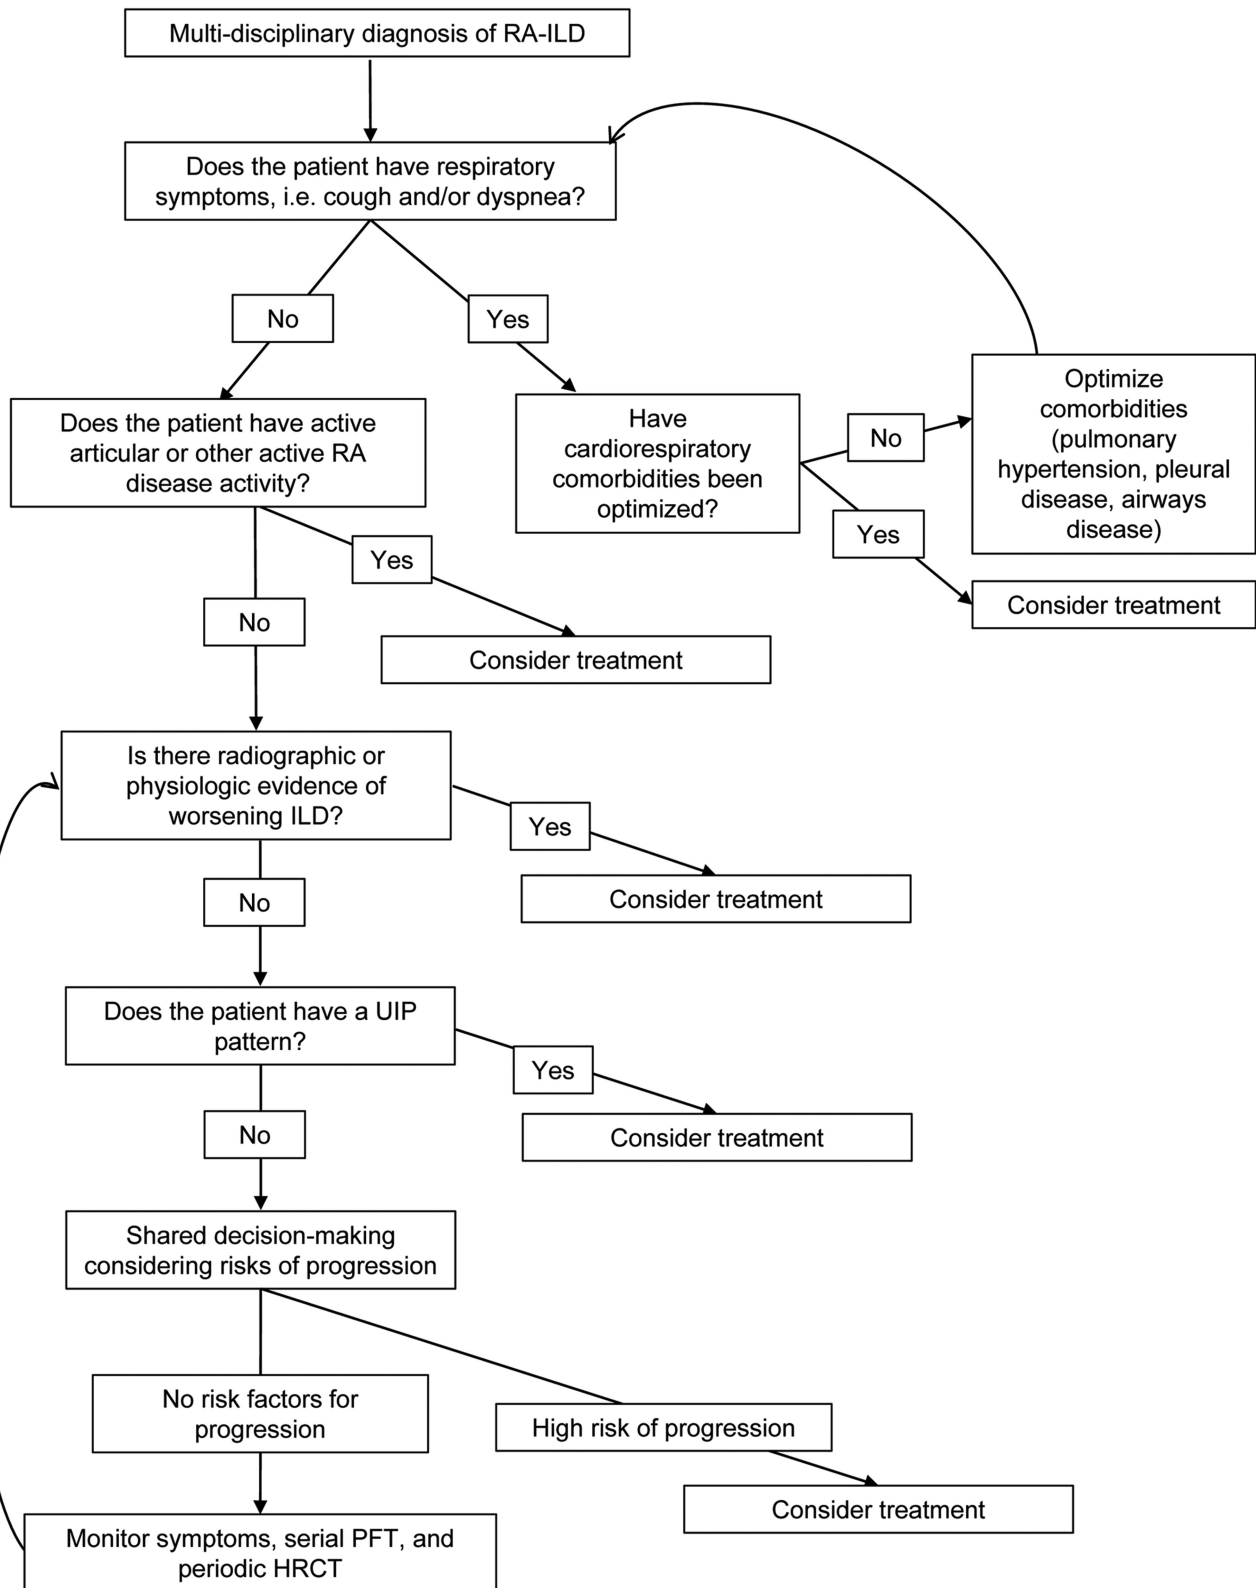 Multi-disciplinary diagnosis of RA-ILD
Does the patient have respiratory
symptoms, i.e. cough and/or dyspnea?
No
Yes
Does the patient have active
articular or other active RA
disease activity?
Have
cardiorespiratory
comorbidities been
optimized?
No
Optimize
comorbidities
(pulmonary
hypertension, pleural
disease, airways
disease)
Yes
Consider treatment
Yes
No
Consider treatment
Is there radiographic or
physiologic evidence of
worsening ILD?
Yes
Consider treatment
No
Does the patient have a UIP
pattern?
Yes
Consider treatment
No
Shared decision-making
considering risks of progression
No risk factors for
progression
High risk of progression
Consider treatment
Monitor symptoms, serial PFT, and
periodic HRCT